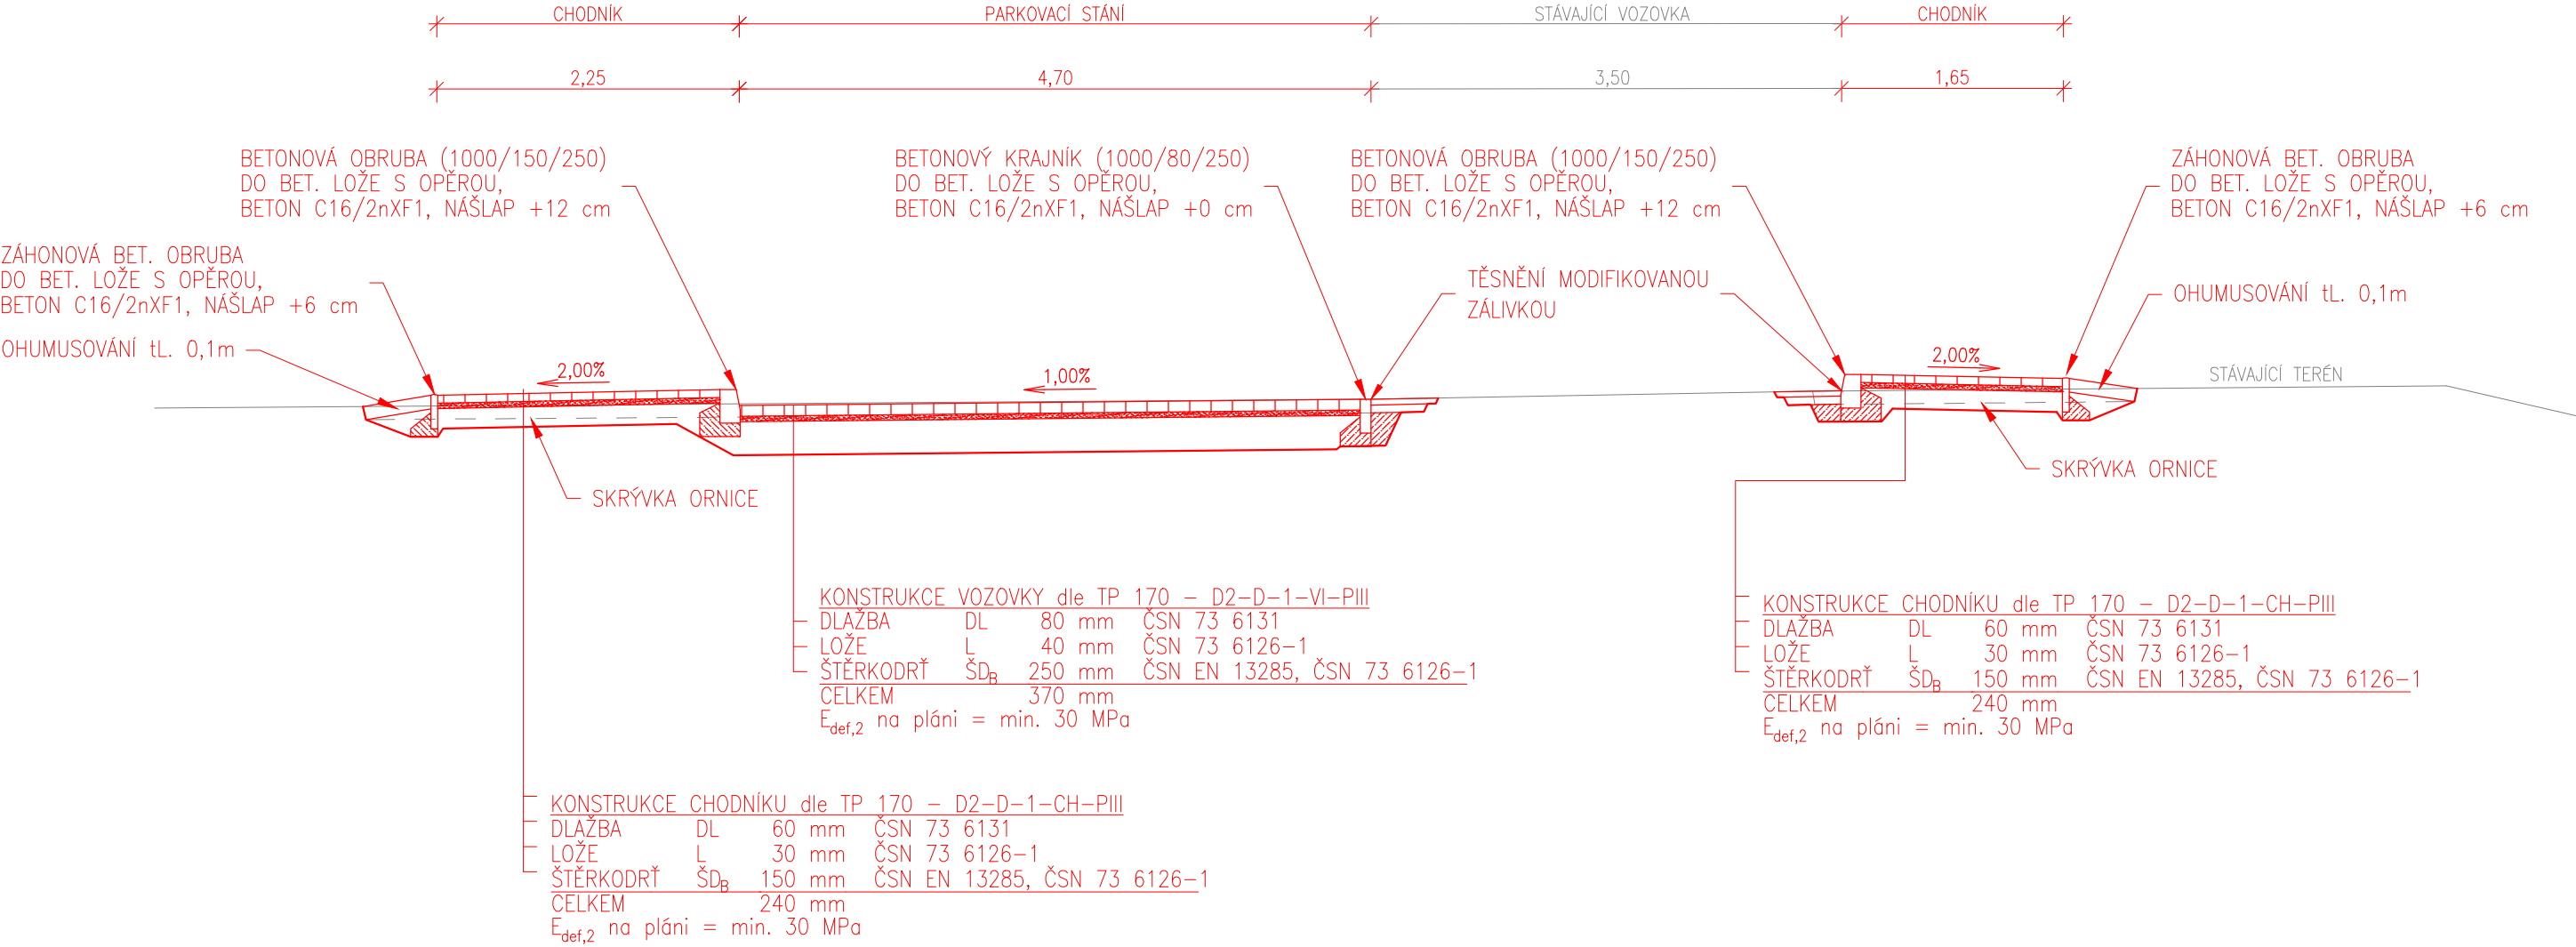 CHODNÍK
PARKOVACÍ STÁNÍ
STÁVAJÍCÍ VOZOVKA
CHODNÍK
2,25
4,70
3,50
1,65
BETONOVÁ OBRUBA (1000/150/250)
DO BET. LOŽE S OPĚROU,
BETON C16/2nXF1, NÁŠLAP +12 cm
BETONOVÝ KRAJNÍK (1000/80/250)
DO BET. LOŽE S OPĚROU,
BETON C16/2nXF1, NÁŠLAP +0 cm
BETONOVÁ OBRUBA (1000/150/250)
DO BET. LOŽE S OPĚROU,
BETON C16/2nXF1, NÁŠLAP +12 cm
ZÁHONOVÁ BET. OBRUBA
DO BET. LOŽE S OPĚROU,
BETON C16/2nXF1, NÁŠLAP +6 cm
ZÁHONOVÁ BET. OBRUBA
DO BET. LOŽE S OPĚROU,
BETON C16/2nXF1, NÁŠLAP +6 cm
TĚSNĚNÍ MODIFIKOVANOU
ZÁLIVKOU
OHUMUSOVÁNÍ tL. 0,1m
OHUMUSOVÁNÍ tL. 0,1m
2,00%
1,00%
2,00%
STÁVAJÍCÍ TERÉN
SKRÝVKA ORNICE
SKRÝVKA ORNICE
KONSTRUKCE VOZOVKY dle TP 170 – D2–D–1–VI–PIII
DLAŽBA DL 80 mm ČSN 73 6131
LOŽE L 40 mm ČSN 73 6126–1
ŠTĚRKODRŤ ŠDB 250 mm ČSN EN 13285, ČSN 73 6126–1
CELKEM 370 mm
Edef,2 na pláni = min. 30 MPa
KONSTRUKCE CHODNÍKU dle TP 170 – D2–D–1–CH–PIII
DLAŽBA DL 60 mm ČSN 73 6131
LOŽE L 30 mm ČSN 73 6126–1
ŠTĚRKODRŤ ŠDB 150 mm ČSN EN 13285, ČSN 73 6126–1
CELKEM 240 mm
Edef,2 na pláni = min. 30 MPa
KONSTRUKCE CHODNÍKU dle TP 170 – D2–D–1–CH–PIII
DLAŽBA DL 60 mm ČSN 73 6131
LOŽE L 30 mm ČSN 73 6126–1
ŠTĚRKODRŤ ŠDB 150 mm ČSN EN 13285, ČSN 73 6126–1
CELKEM 240 mm
Edef,2 na pláni = min. 30 MPa